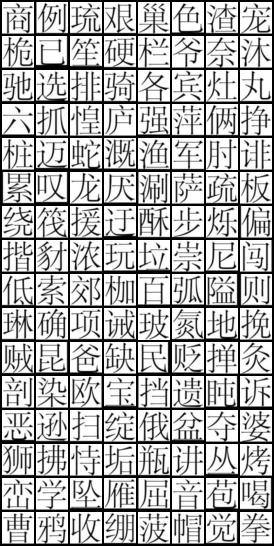 商例琉艰巢色渣宠
桅已笙硬栏爷奈沐
驰选排骑各宾灶丸
六抓惶庐强萍俩挣
桩迈蛇溉渔军肘诽
累叹龙厌涮萨疏板
绕筏援迂酥步烁偏
揩豺浓玩垃崇尼闯
低索郊枷百弧隘则
琳确项诫玻氮地挽
贼昆爸缺民贬掸灸
剖染欧宝挡遗盹诉
恶逊扫绽俄盆夺婆
狮拂恃垢瓶讲丛烤
峦学坠雁屈音苞喝
曹鸦收绷菠帽觉拳